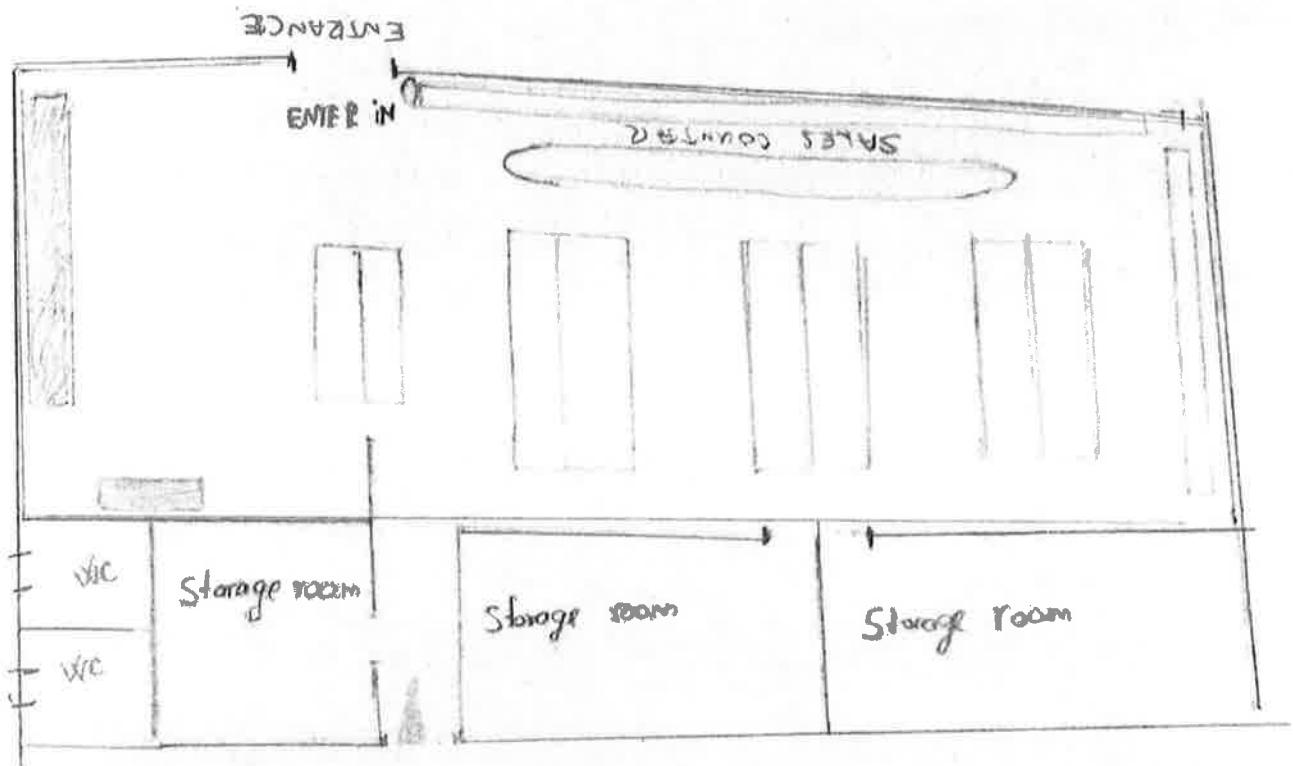 ENTRANCE
ENTER iN
SALES COUNTER
W/C
Storage room
Storage room
Storage room
W/C